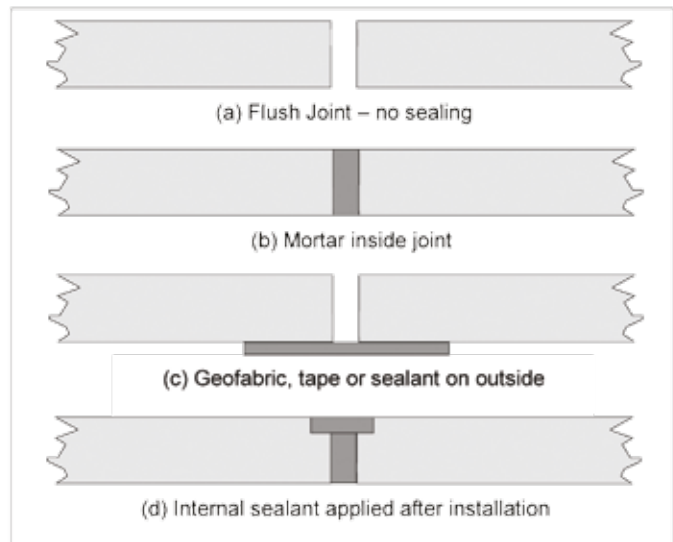 (a) Flush Joint – no sealing
(b) Mortar inside joint
(c) Geofabric, tape or sealant on outside
(d) Internal sealant applied after installation